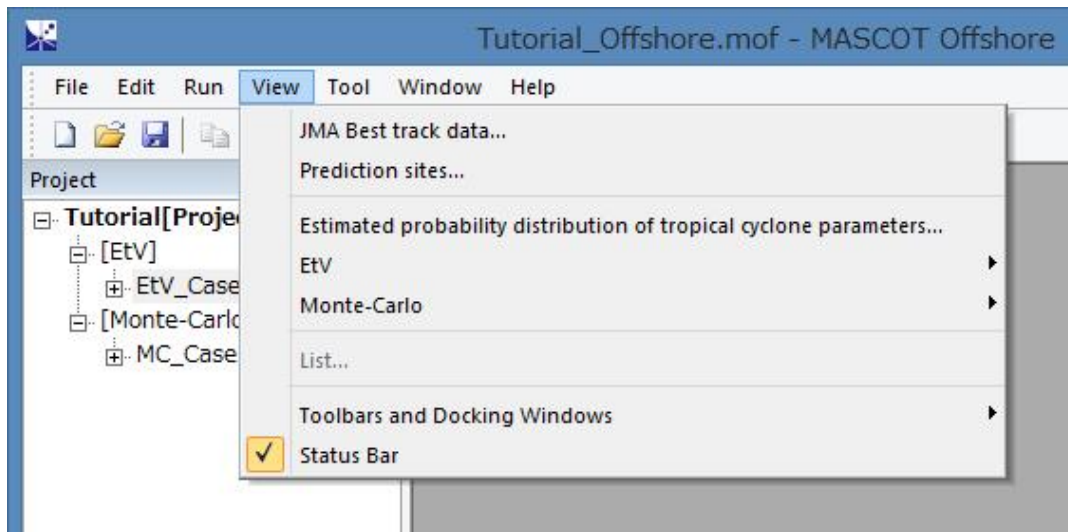 Tutorial_Offshore.mof - MASCOT Offshore
File Edit Run View Tool Window Help
JMA Best track data...
Prediction sites...
Estimated probability distribution of tropical cyclone parameters...
EtV
Monte-Carlo
List...
Toolbars and Docking Windows
Status Bar
Project
Tutorial[Proje
[EtV]
EtV_Case
[Monte-Carlo
MC_Case